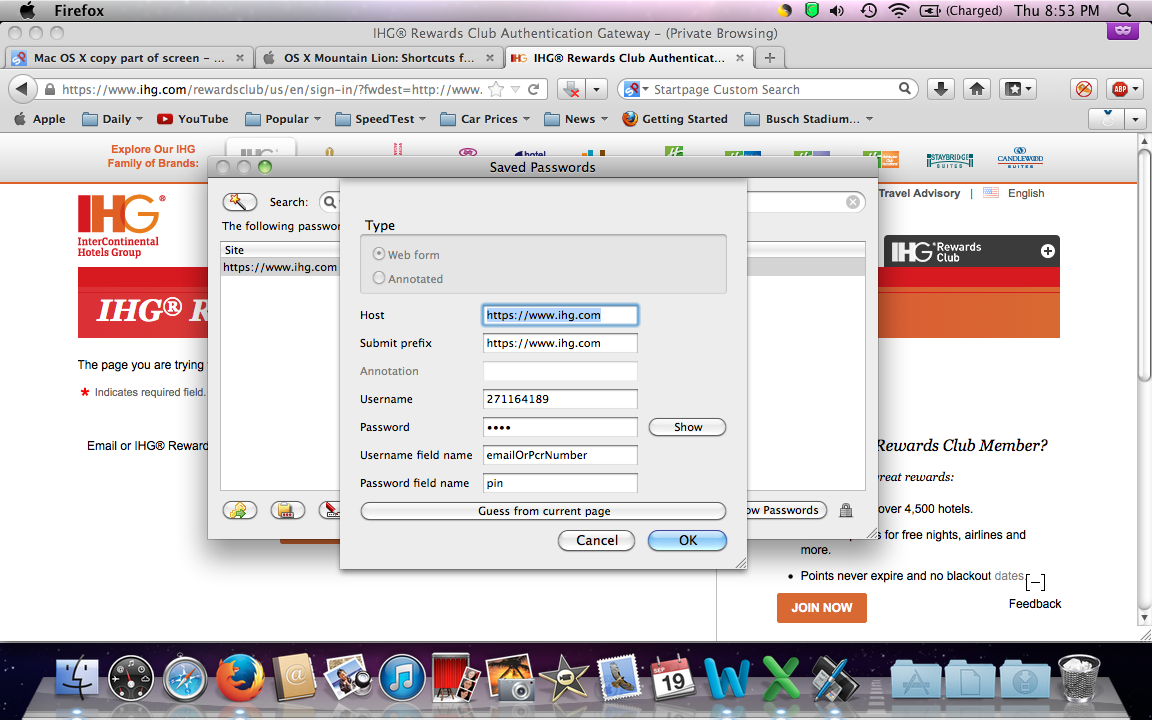 Firefox
(Charged)
Thu 8:53 PM
IHG® Rewards Club Authentication Gateway – (Private Browsing)
Mac OS X copy part of screen – ...
OS X Mountain Lion: Shortcuts f...
IHG® Rewards Club Authenticat...
https://www.ihg.com/rewardsclub/us/en/sign-in/?fwdest=http://www.
Startpage Custom Search
ABP
Apple
Daily
YouTube
Popular
SpeedTest
Car Prices
News
Getting Started
Busch Stadium...
Explore Our IHG
Family of Brands:
hotel
STAYBRIDGE
SUITES
CANDLEWOOD
SUITES
Saved Passwords
Travel Advisory | English
IHG®
InterContinental
Hotels Group
IHG® Rewards
Club
IHG® R
The page you are trying
* Indicates required field.
Email or IHG® Reward
Search:
The following passwor
Site
https://www.ihg.com
Type
Web form
Annotated
Host
https://www.ihg.com
Submit prefix
https://www.ihg.com
Annotation
Username
271164189
Password
••••
Show
Username field name
emailOrPcrNumber
Password field name
pin
Guess from current page
Cancel
OK
ow Passwords
Rewards Club Member?
reat rewards:
over 4,500 hotels.
s for free nights, airlines and
more.
• Points never expire and no blackout dates
JOIN NOW
[−]
Feedback
SEP
19